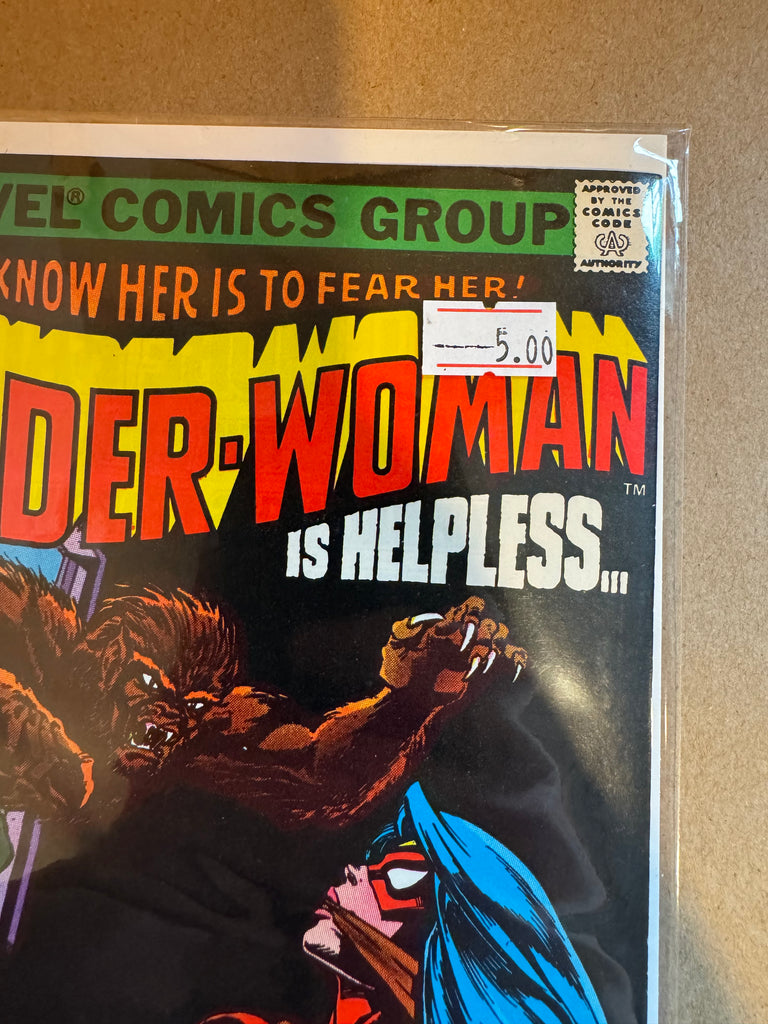 VEL® COMICS GROUP
APPROVED
BY THE
COMICS
CODE
CA
AUTHORITY
KNOW HER IS TO FEAR HER!
5.00
DER-WOMAN
TM
IS HELPLESS...